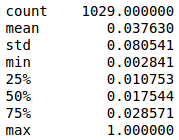 count    1029.000000
mean        0.037630
std         0.080541
min         0.002841
25%         0.010753
50%         0.017544
75%         0.028571
max         1.000000